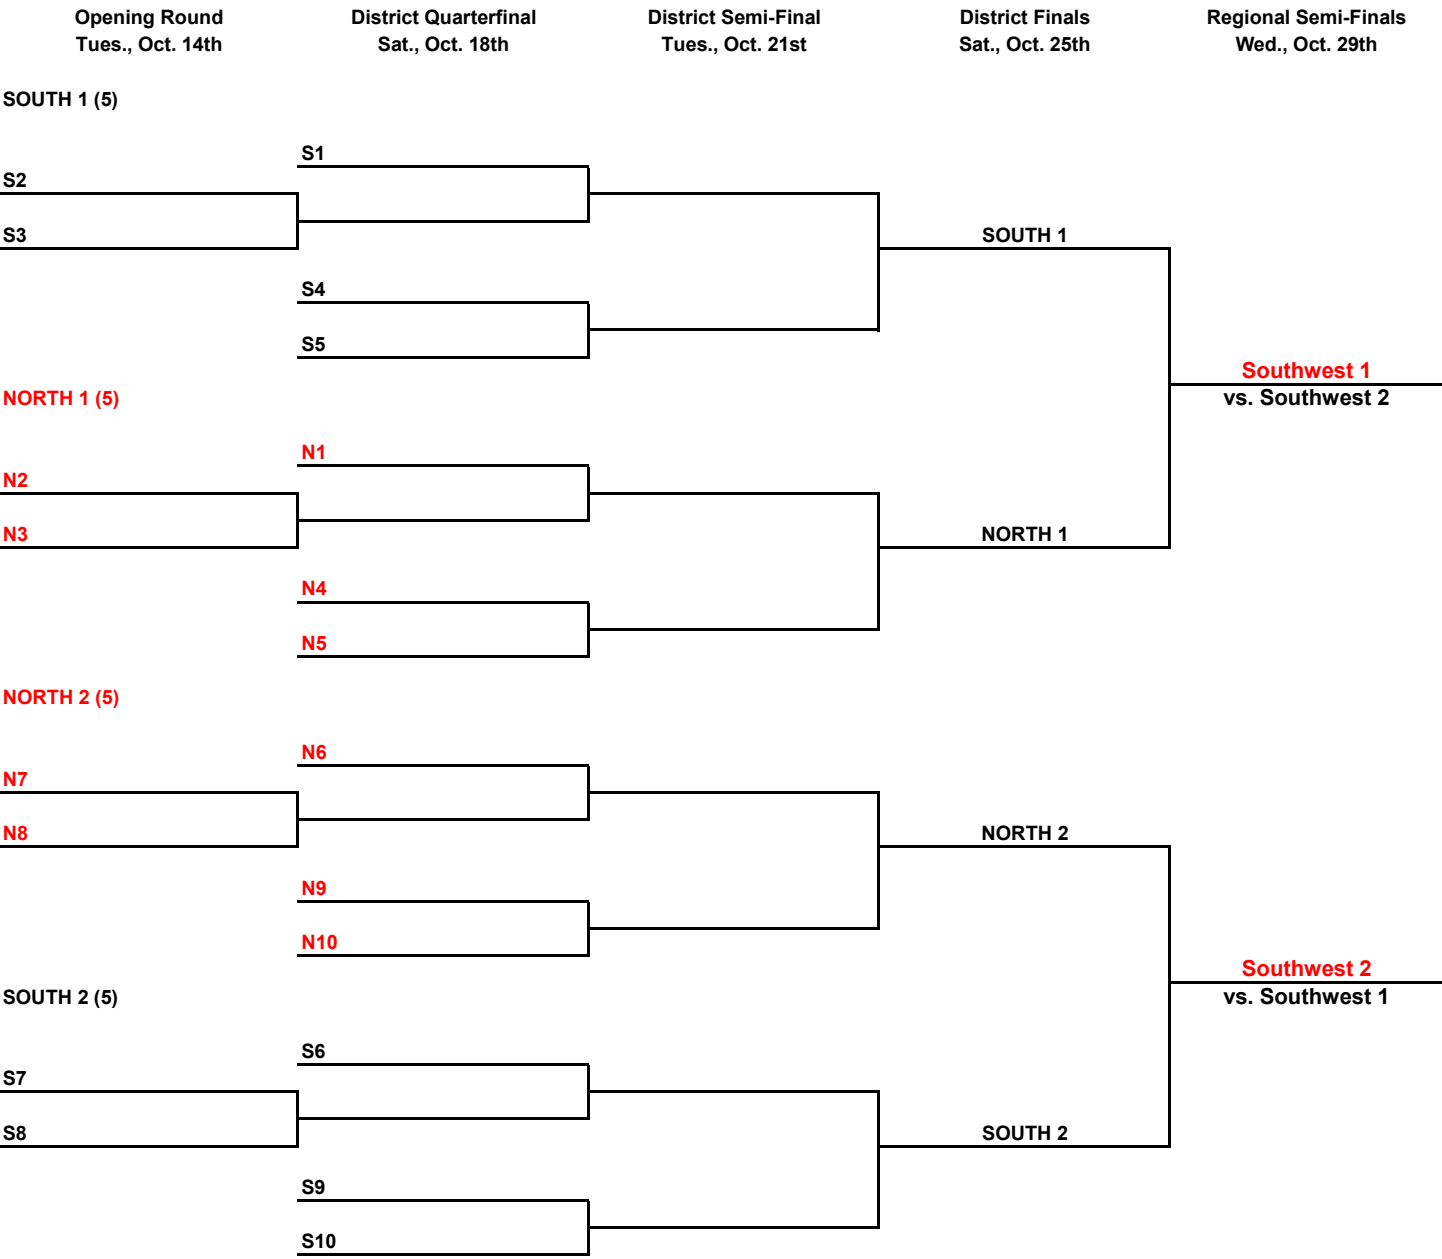 Opening Round
Tues., Oct. 14th
District Quarterfinal
Sat., Oct. 18th
District Semi-Final
Tues., Oct. 21st
District Finals
Sat., Oct. 25th
Regional Semi-Finals
Wed., Oct. 29th
SOUTH 1 (5)
S1
S2
S3
SOUTH 1
S4
S5
Southwest 1
vs. Southwest 2
NORTH 1 (5)
N1
N2
N3
NORTH 1
N4
N5
NORTH 2 (5)
N6
N7
N8
NORTH 2
N9
N10
Southwest 2
vs. Southwest 1
SOUTH 2 (5)
S6
S7
S8
SOUTH 2
S9
S10